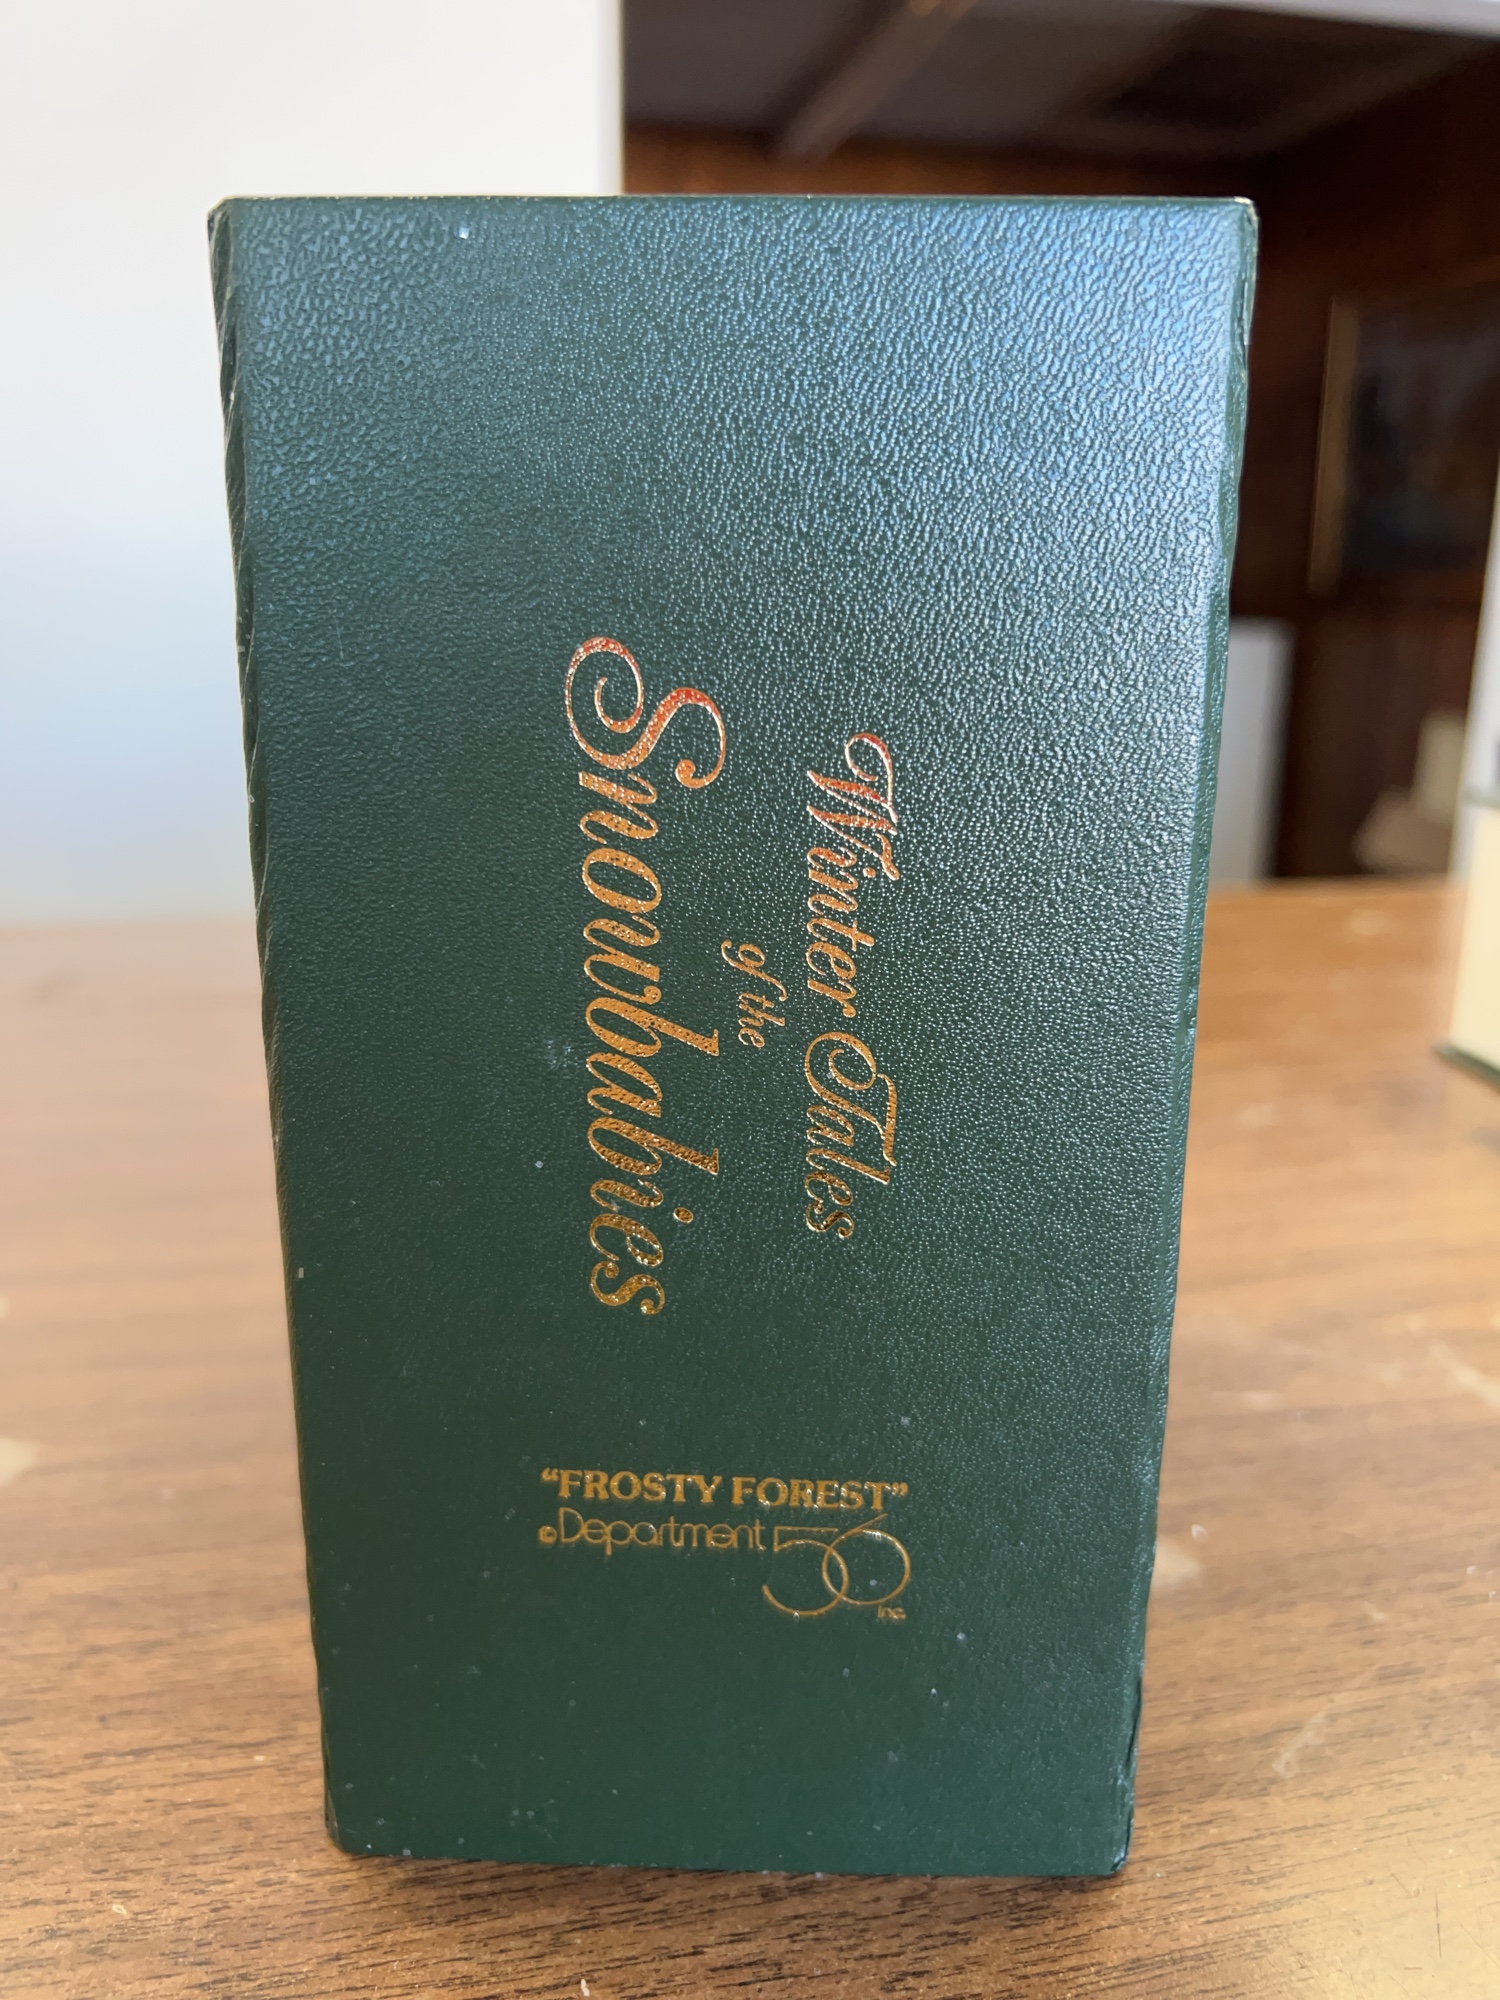 Winter Tales
of the
Snowbabies
“FROSTY FOREST”
©Department 56
Inc.